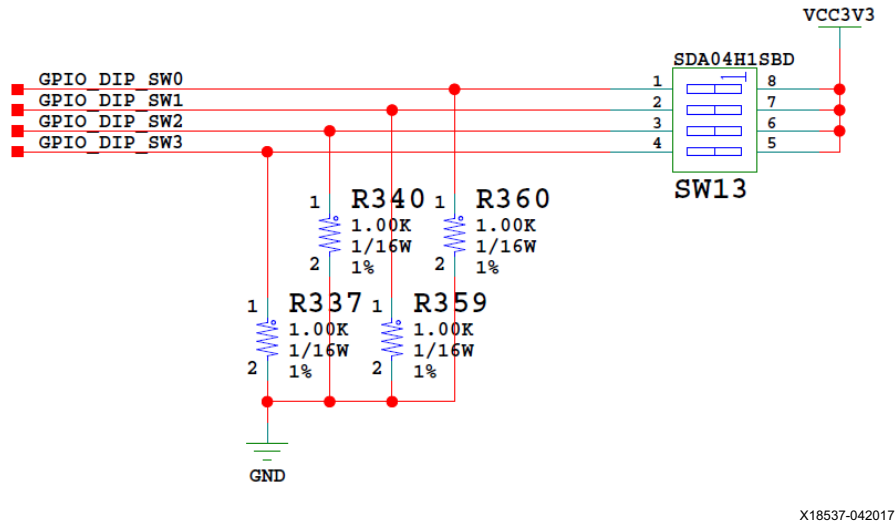 VCC3V3
SDA04H1SBD
GPIO_DIP_SW0
1
8
GPIO_DIP_SW1
2
7
GPIO_DIP_SW2
3
6
GPIO_DIP_SW3
4
5
SW13
1
R340
1.00K
1/16W
2
1%
1
R360
1.00K
1/16W
2
1%
1
R337
1.00K
1/16W
2
1%
1
R359
1.00K
1/16W
2
1%
GND
X18537-042017